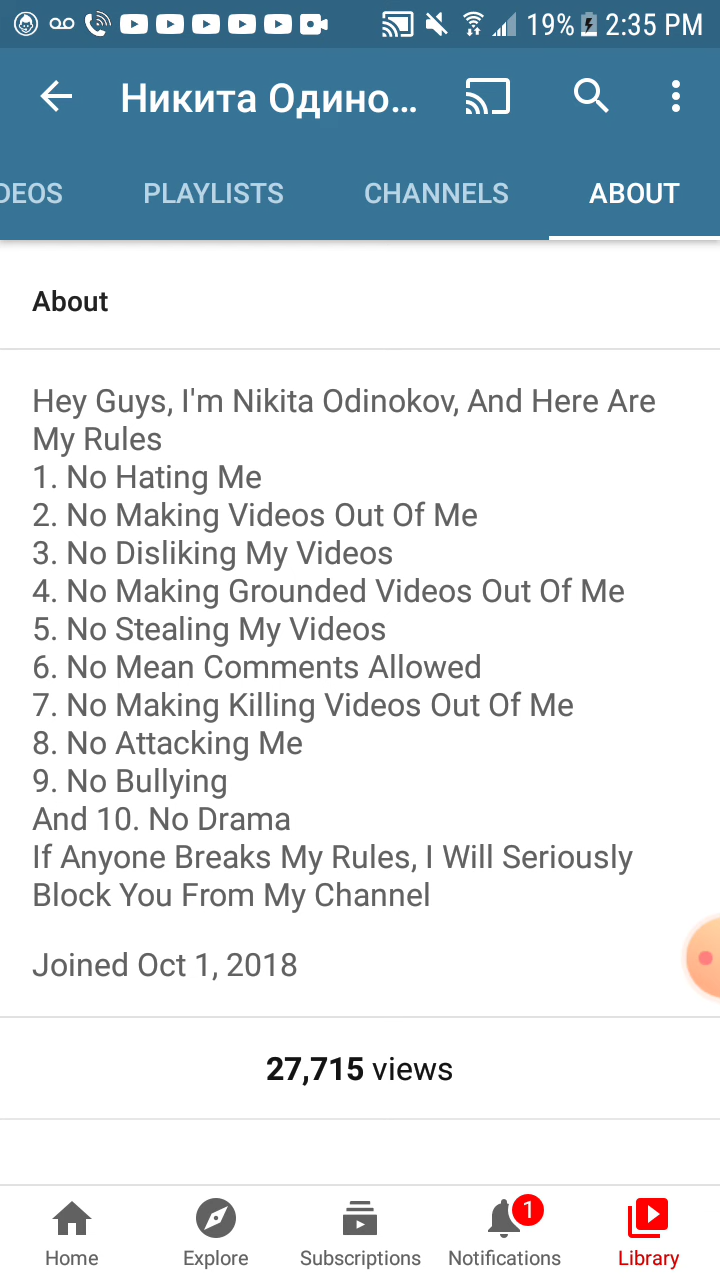 19% 2:35 PM
Никита Одино...
DEOS PLAYLISTS CHANNELS ABOUT
About
Hey Guys, I'm Nikita Odinokov, And Here Are
My Rules
1. No Hating Me
2. No Making Videos Out Of Me
3. No Disliking My Videos
4. No Making Grounded Videos Out Of Me
5. No Stealing My Videos
6. No Mean Comments Allowed
7. No Making Killing Videos Out Of Me
8. No Attacking Me
9. No Bullying
And 10. No Drama
If Anyone Breaks My Rules, I Will Seriously
Block You From My Channel
Joined Oct 1, 2018
27,715 views
1
Home Explore Subscriptions Notifications Library